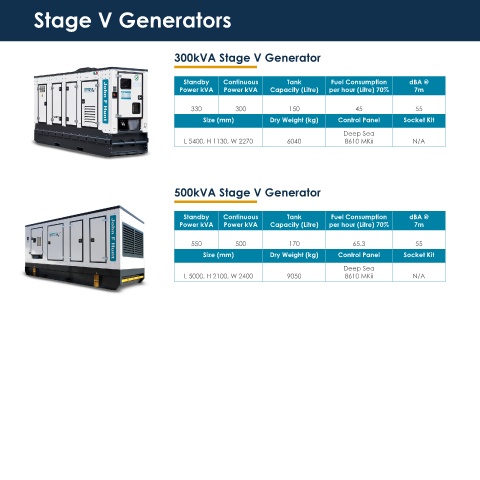 Stage V Generators
300kVA Stage V Generator
Standby Continuous Tank Fuel Consumption dBA @
Power kVA Power kVA Capacity (Litre) per hour (Litre) 70% 7m
330 300 150 45 55
Size (mm) Dry Weight (kg) Control Panel Socket Kit
L 5400, H 1130, W 2270 6040 Deep Sea 8610 MKii N/A
John F Hunt
500kVA Stage V Generator
Standby Continuous Tank Fuel Consumption dBA @
Power kVA Power kVA Capacity (Litre) per hour (Litre) 70% 7m
550 500 170 65.3 55
Size (mm) Dry Weight (kg) Control Panel Socket Kit
L 5000, H 2100, W 2400 9050 Deep Sea 8610 MKii N/A
John F Hunt